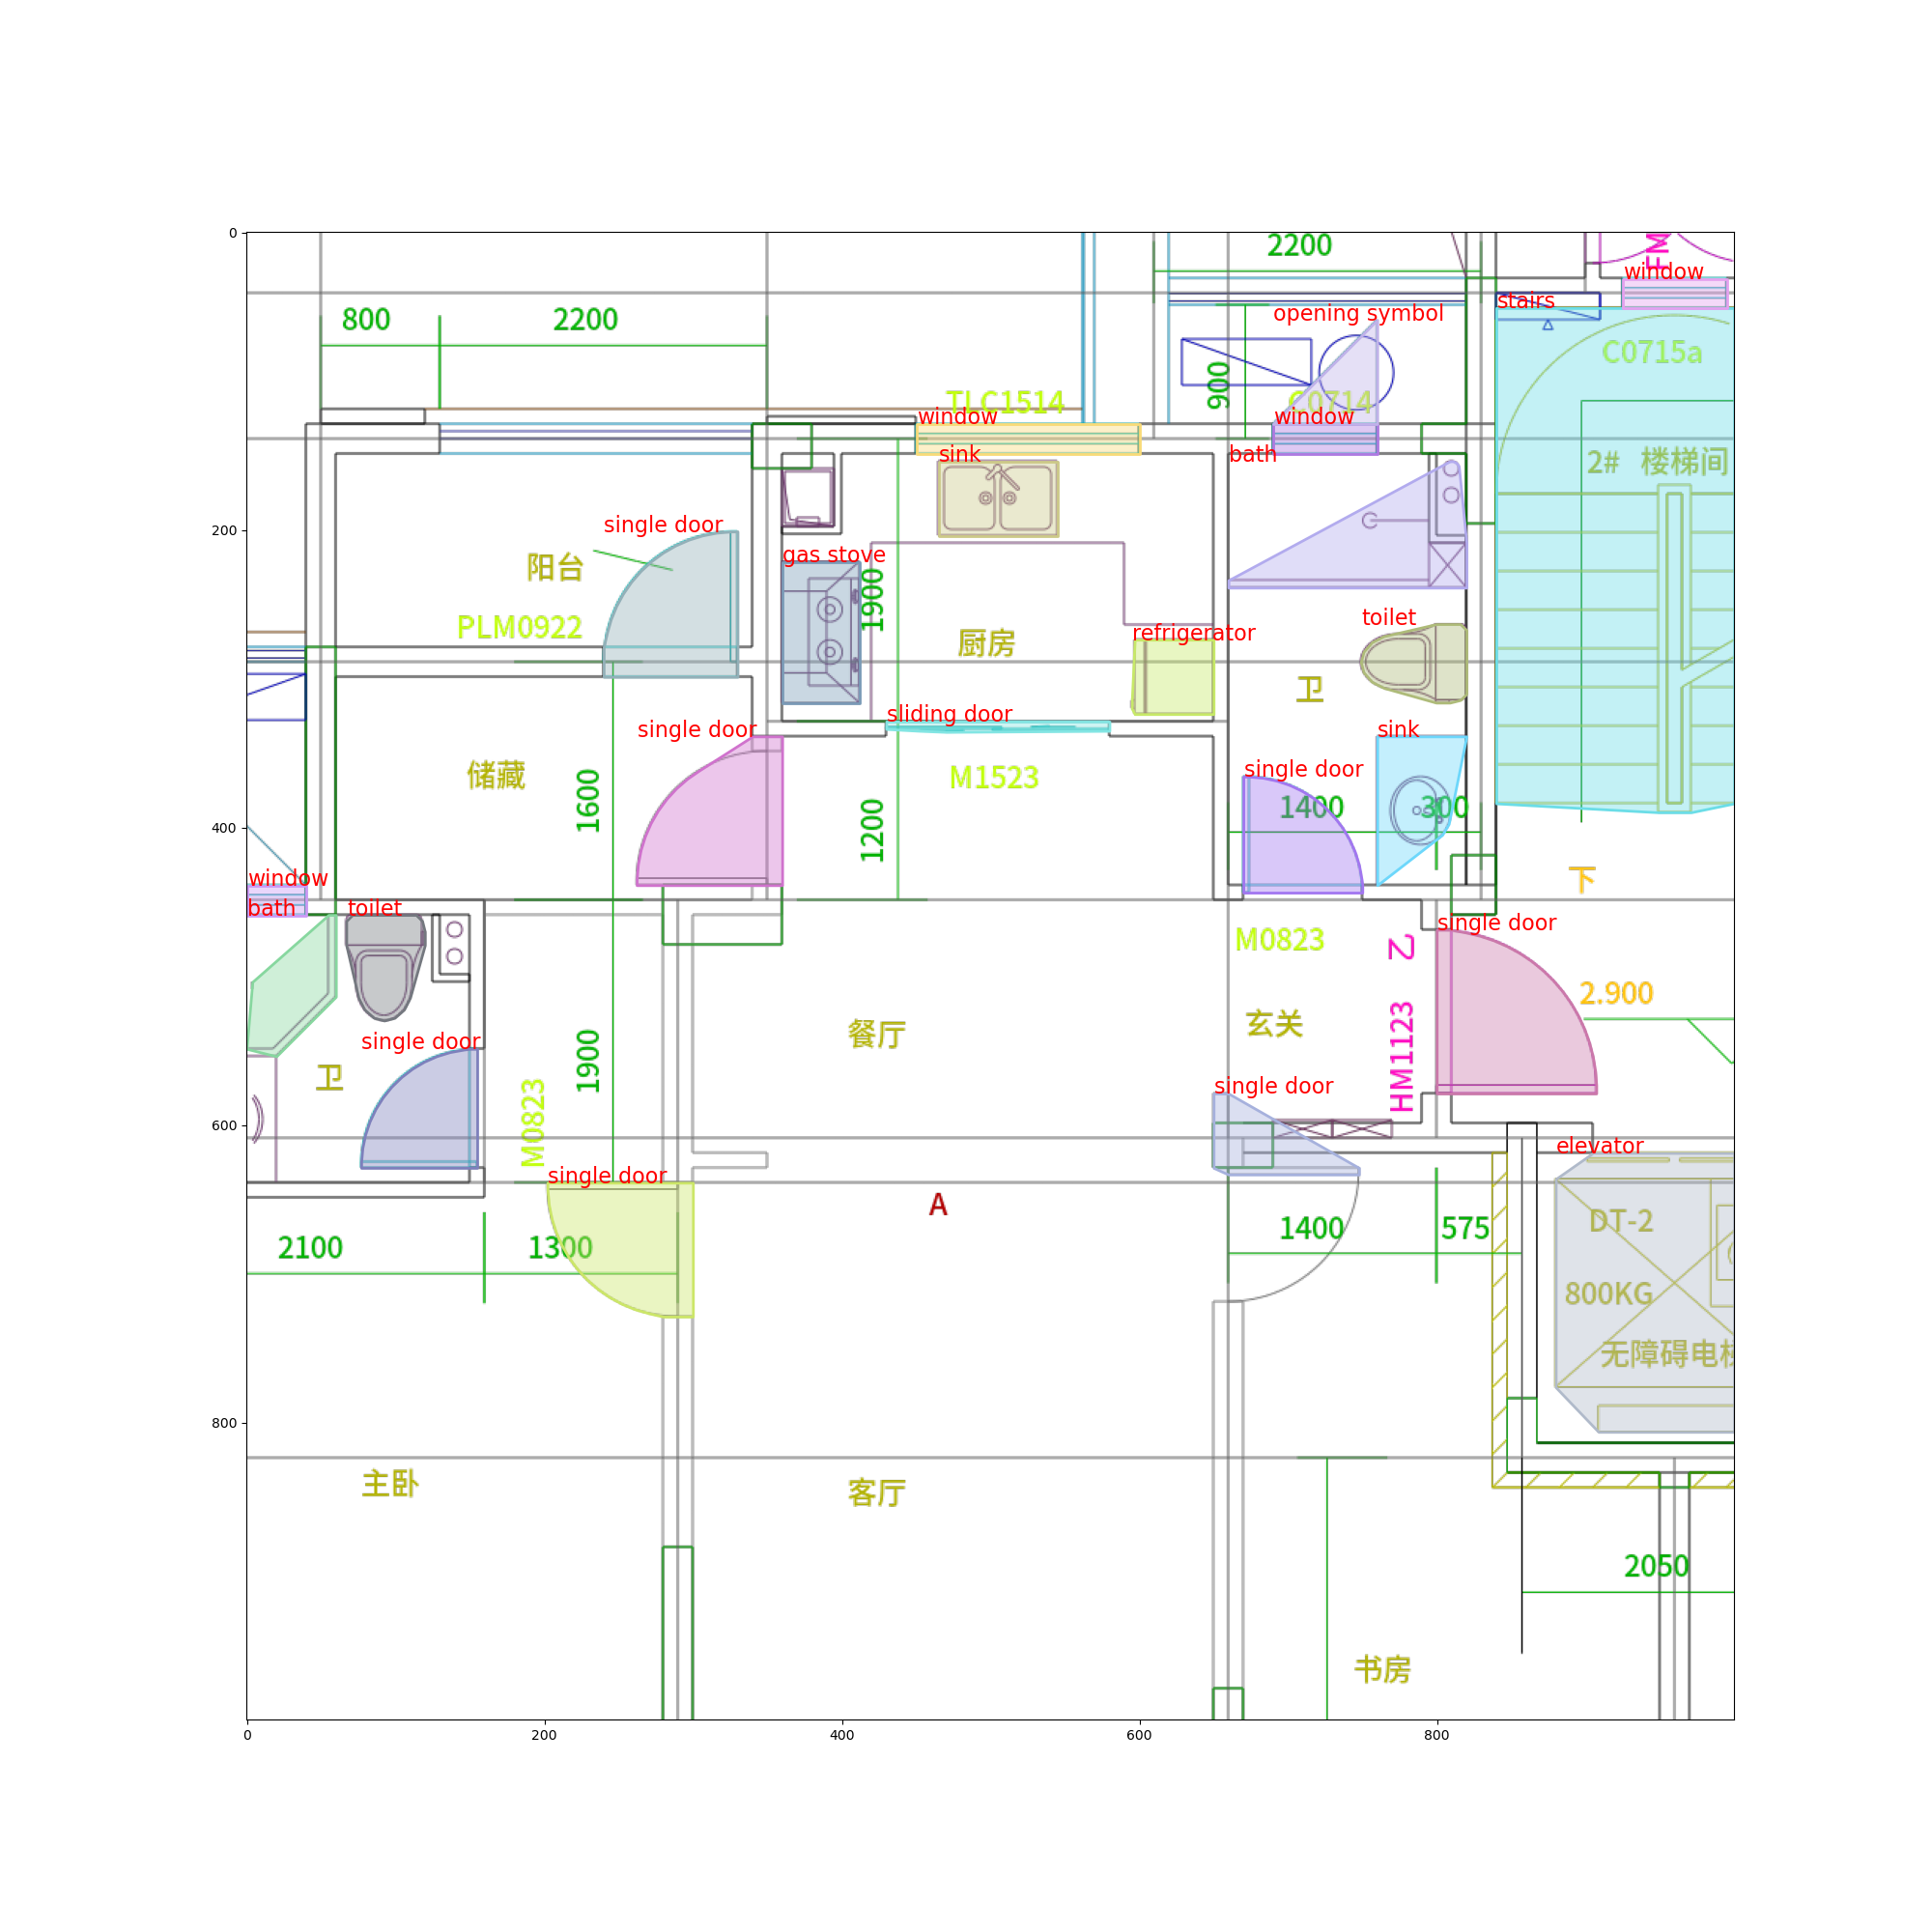 0
2200
FM
window
stairs
800
2200
opening symbol
C0715a
900
TLC1514
C0714
window
window
sink
bath
2# 楼梯间
200
single door
gas stove
阳台
1900
PLM0922
toilet
refrigerator
厨房
卫
single door
sliding door
sink
储藏
M1523
single door
1600
1200
1400
300
400
window
下
bath
toilet
single door
M0823
乙
2.900
餐厅
玄关
single door
1900
HM1123
卫
M0823
single door
600
elevator
single door
A
DT-2
2100
1300
1400
575
800KG
无障碍电梯
800
主卧
客厅
2050
书房
0
200
400
600
800